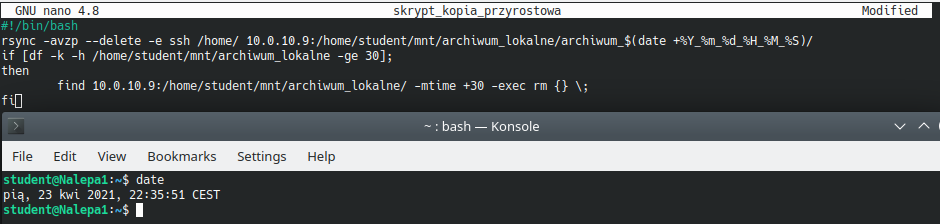 GNU nano 4.8 skrypt_kopia_przyrostowa Modified
#!/bin/bash
rsync -avzp --delete -e ssh /home/ 10.0.10.9:/home/student/mnt/archiwum_lokalne/archiwum_$(date +%Y_%m_%d_%H_%M_%S)/
if [df -k -h /home/student/mnt/archiwum_lokalne -ge 30];
then
        find 10.0.10.9:/home/student/mnt/archiwum_lokalne/ -mtime +30 -exec rm {} \;
fi
~ : bash — Konsole
File Edit View Bookmarks Settings Help
student@Nalepa1:~$ date
pią, 23 kwi 2021, 22:35:51 CEST
student@Nalepa1:~$